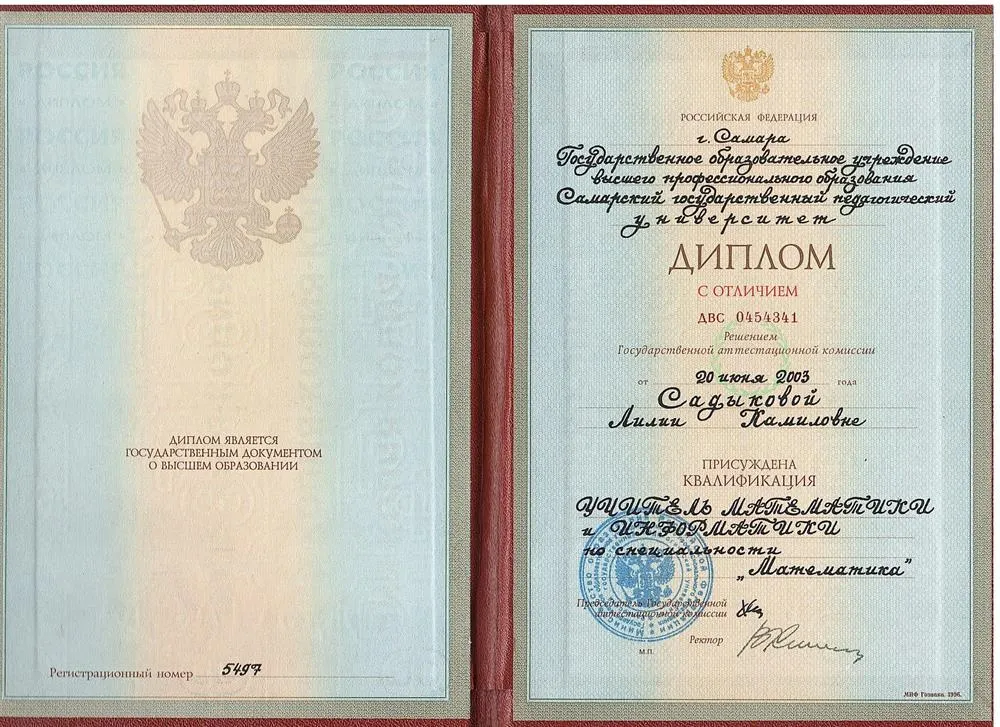 ДИПЛОМ ЯВЛЯЕТСЯ
ГОСУДАРСТВЕННЫМ ДОКУМЕНТОМ
О ВЫСШЕМ ОБРАЗОВАНИИ
Регистрационный номер 5497
РОССИЙСКАЯ ФЕДЕРАЦИЯ
г. Самара
Государственное образовательное учреждение
высшего профессионального образования
Самарский государственный педагогический
университет
ДИПЛОМ
С ОТЛИЧИЕМ
ДВС 0454341
Решением
Государственной аттестационной комиссии
от 20 июня 2003 года
Садыковой
Лилии Камиловне
ПРИСУЖДЕНА
КВАЛИФИКАЦИЯ
УЧИТЕЛЬ МАТЕМАТИКИ
и ИНФОРМАТИКИ
по специальности
„Математика"
Председатель Государственной
аттестационной комиссии
Ректор
М.П.
МПФ Гознака. 1996.